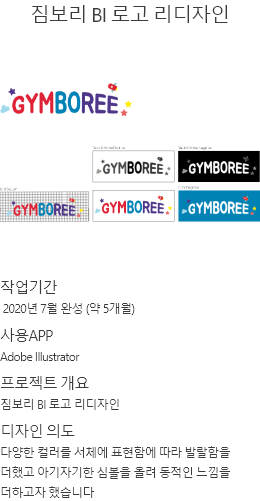 짐보리 BI 로고 리디자인
GYMBOREE
GYMBOREE
GYMBOREE
GYMBOREE
GYMBOREE
GYMBOREE
작업기간
2020년 7월 완성 (약 5개월)
사용APP
Adobe Illustrator
프로젝트 개요
짐보리 BI 로고 리디자인
디자인 의도
다양한 컬러를 서체에 표현함에 따라 발랄함을
더했고 아기자기한 심볼을 올려 동적인 느낌을
더하고자 했습니다